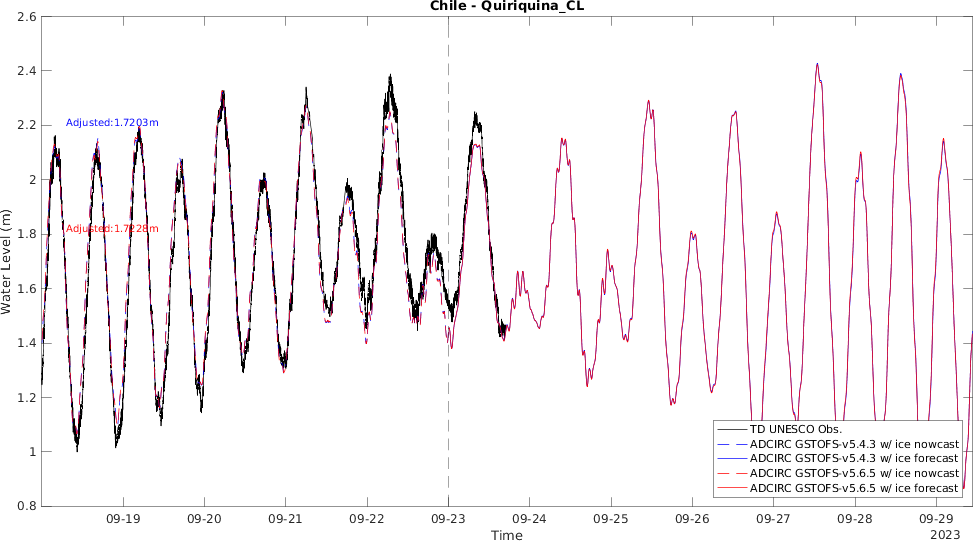 Chile - Quiriquina_CL
2.6
2.4
2.2
2
1.8
1.6
1.4
1.2
1
0.8
Water Level (m)
Adjusted:1.7203m
Adjusted:1.7228m
TD UNESCO Obs.
ADCIRC GSTOFS-v5.4.3 w/ ice nowcast
ADCIRC GSTOFS-v5.4.3 w/ ice forecast
ADCIRC GSTOFS-v5.6.5 w/ ice nowcast
ADCIRC GSTOFS-v5.6.5 w/ ice forecast
09-19 09-20 09-21 09-22 09-23 09-24 09-25 09-26 09-27 09-28 09-29
Time
2023